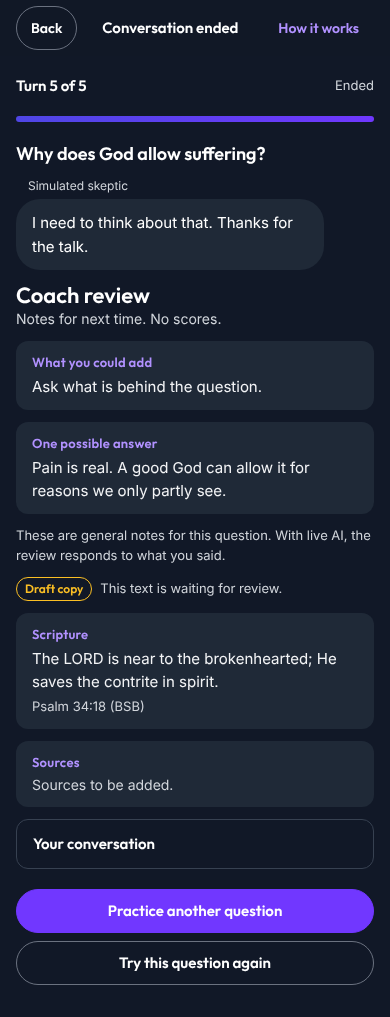 Back
Conversation ended
How it works
Turn 5 of 5
Ended
Why does God allow suffering?
Simulated skeptic
I need to think about that. Thanks for
the talk.
Coach review
Notes for next time. No scores.
What you could add
Ask what is behind the question.
One possible answer
Pain is real. A good God can allow it for
reasons we only partly see.
These are general notes for this question. With live AI, the
review responds to what you said.
Draft copy
This text is waiting for review.
Scripture
The LORD is near to the brokenhearted; He
saves the contrite in spirit.
Psalm 34:18 (BSB)
Sources
Sources to be added.
Your conversation
Practice another question
Try this question again